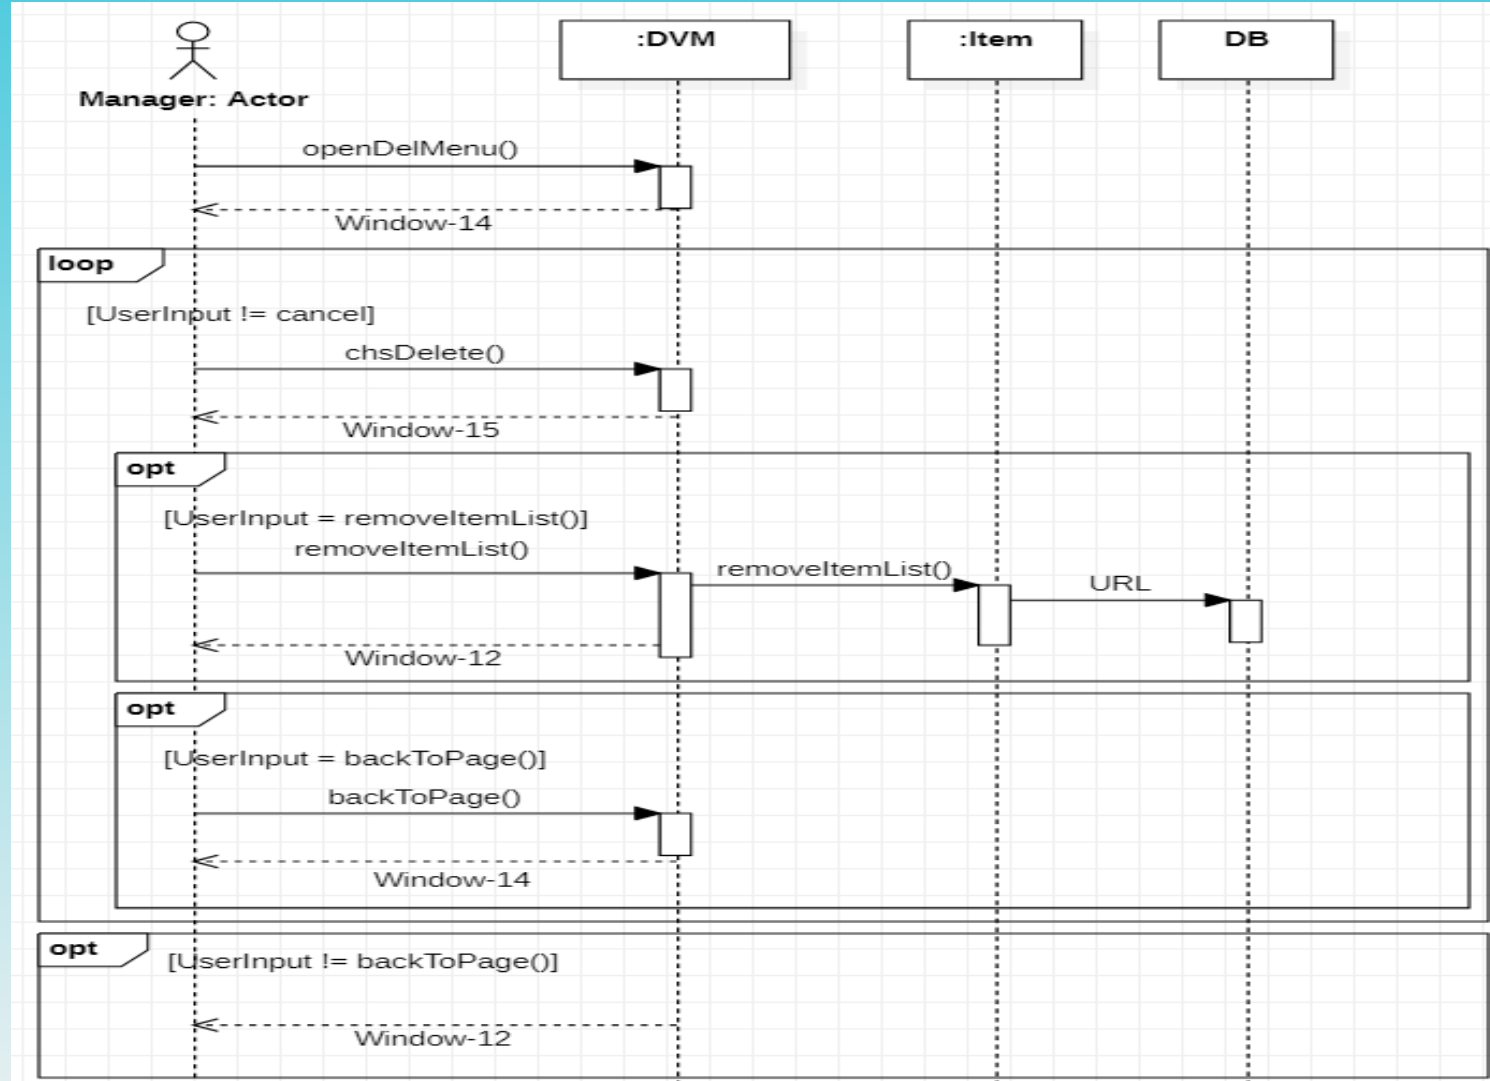 :DVM
:Item
DB
Manager: Actor
openDelMenu()
Window-14
loop
[UserInput != cancel]
chsDelete()
Window-15
opt
[UserInput = removeItemList()]
removeItemList()
removeItemList()
URL
Window-12
opt
[UserInput = backToPage()]
backToPage()
Window-14
opt
[UserInput != backToPage()]
Window-12